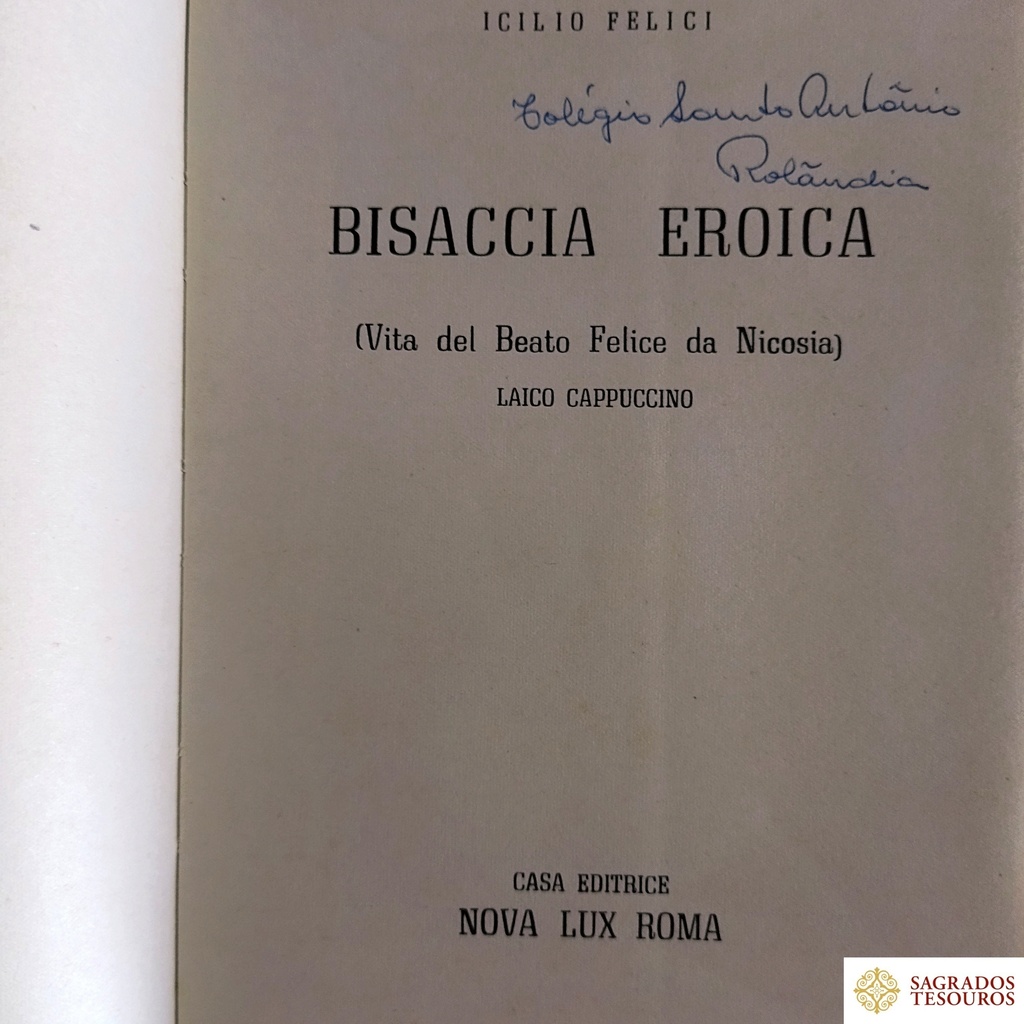 ICILIO FELICI
Colégio Santo Antônio
Rolândia
BISACCIA EROICA
(Vita del Beato Felice da Nicosia)
LAICO CAPPUCCINO
CASA EDITRICE
NOVA LUX ROMA
SAGRADOS
TESOUROS